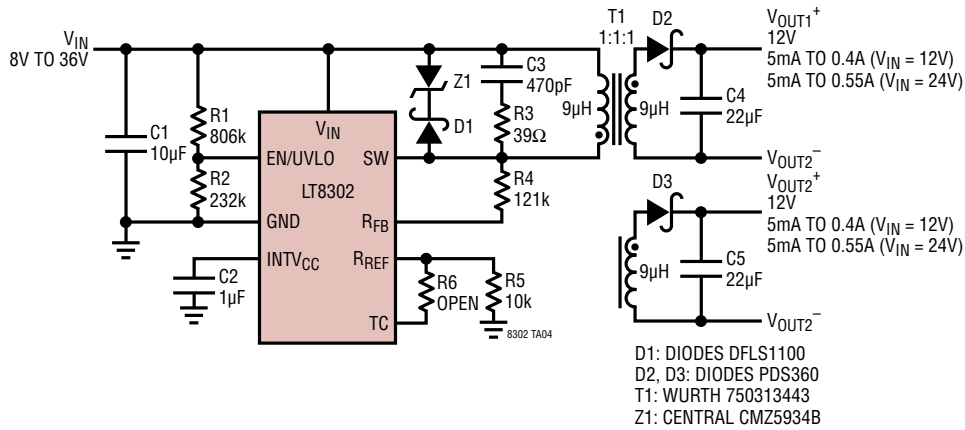 V_IN
8V TO 36V
C1
10µF
R1
806k
R2
232k
V_IN
EN/UVLO
SW
LT8302
GND
R_FB
INTV_CC
R_REF
TC
C2
1µF
Z1
D1
C3
470pF
R3
39Ω
R4
121k
R6
OPEN
R5
10k
8302 TA04
T1
1:1:1
9µH
9µH
D2
C4
22µF
V_OUT1+
12V
5mA TO 0.4A (V_IN = 12V)
5mA TO 0.55A (V_IN = 24V)
V_OUT2–
D3
9µH
C5
22µF
V_OUT2+
12V
5mA TO 0.4A (V_IN = 12V)
5mA TO 0.55A (V_IN = 24V)
V_OUT2–
D1: DIODES DFLS1100
D2, D3: DIODES PDS360
T1: WURTH 750313443
Z1: CENTRAL CMZ5934B